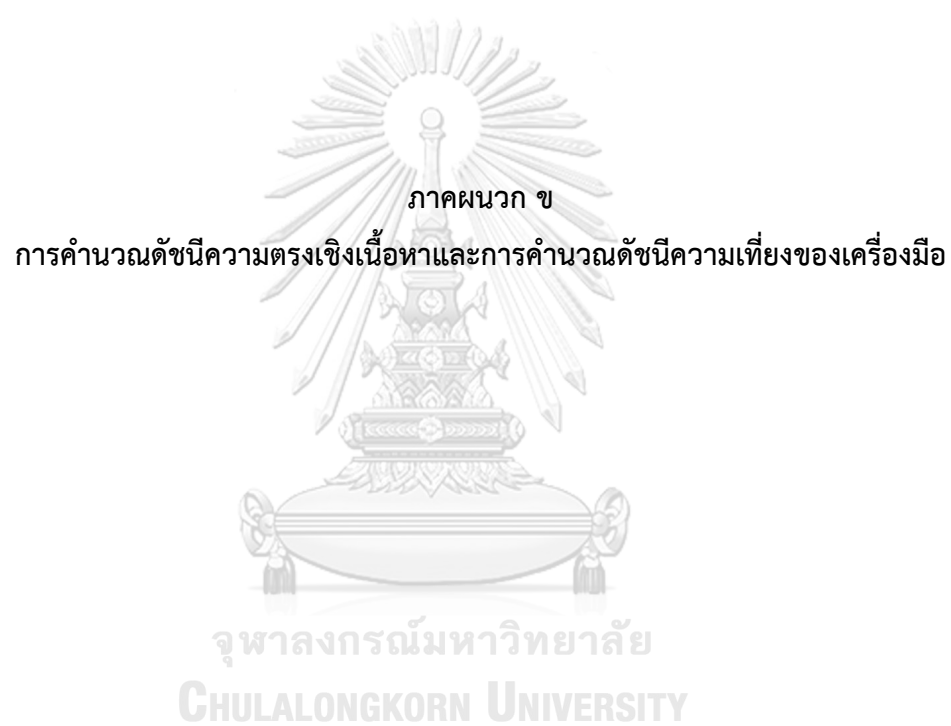 ภาคผนวก ข
การคำนวณดัชนีความตรงเชิงเนื้อหาและการคำนวณดัชนีความเที่ยงของเครื่องมือ
จุฬาลงกรณ์มหาวิทยาลัย
CHULALONGKORN UNIVERSITY